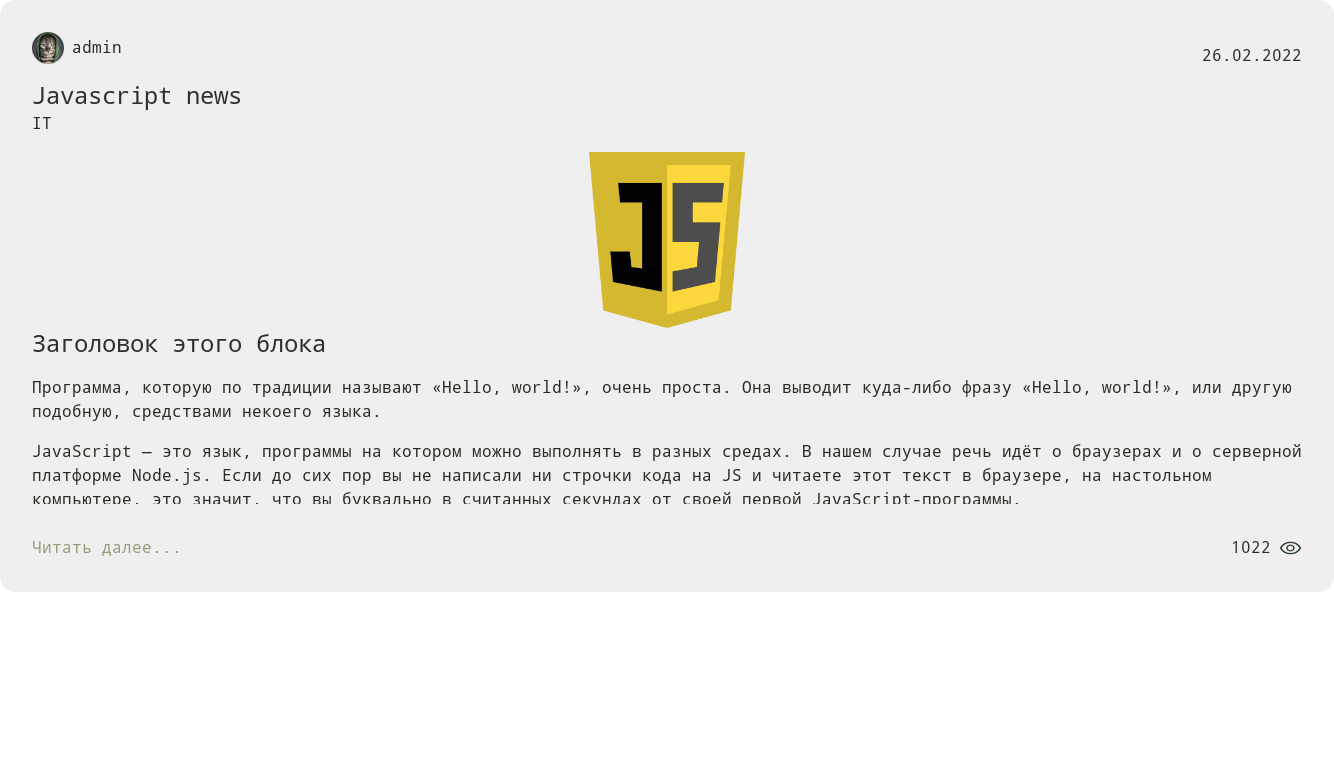 admin
26.02.2022
Javascript news
IT
JS
Заголовок этого блока
Программа, которую по традиции называют «Hello, world!», очень проста. Она выводит куда-либо фразу «Hello, world!», или другую
подобную, средствами некоего языка.
JavaScript — это язык, программы на котором можно выполнять в разных средах. В нашем случае речь идёт о браузерах и о серверной
платформе Node.js. Если до сих пор вы не написали ни строчки кода на JS и читаете этот текст в браузере, на настольном
компьютере, это значит, что вы буквально в считанных секундах от своей первой JavaScript-программы.
Читать далее...
1022